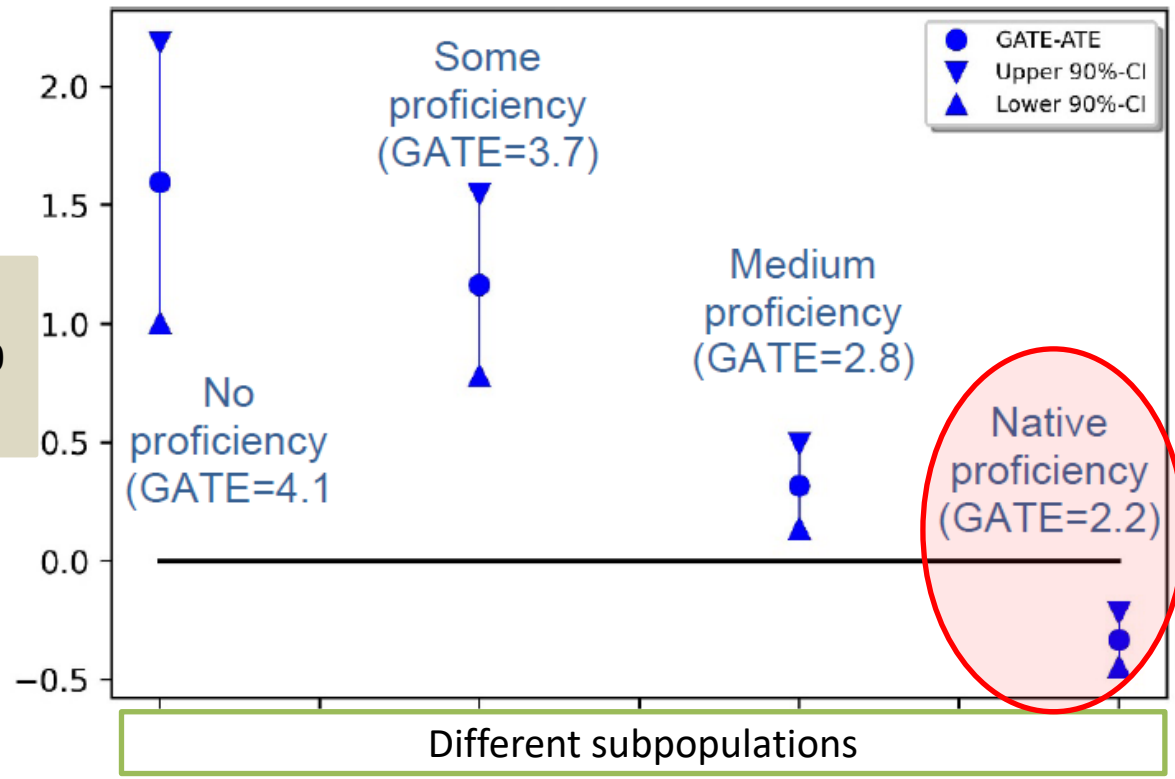 GATE-ATE
Upper 90%-CI
Lower 90%-CI
2.0
1.5
1.0
0.5
0.0
−0.5
Some
proficiency
(GATE=3.7)
Medium
proficiency
(GATE=2.8)
No
proficiency
(GATE=4.1
Native
proficiency
(GATE=2.2)
Different subpopulations